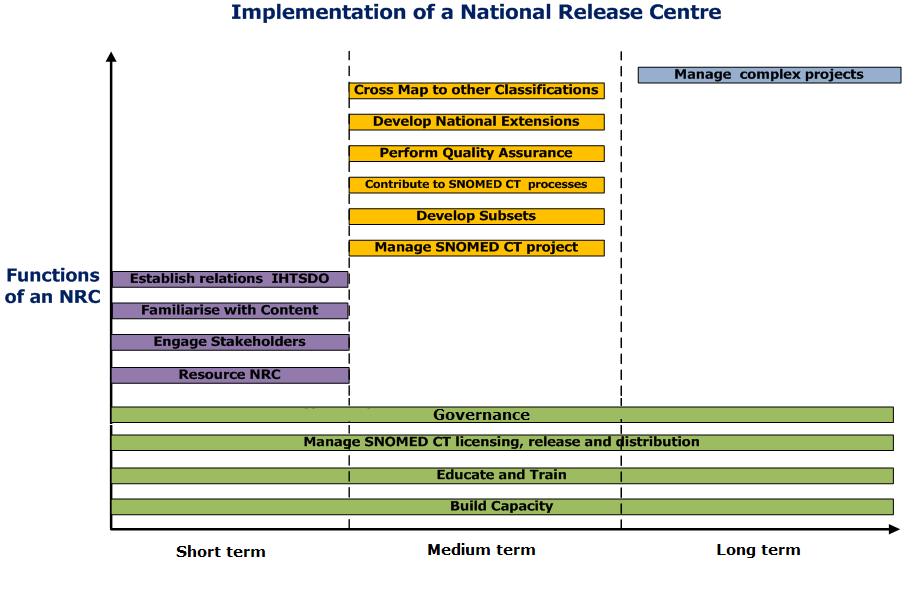 Implementation of a National Release Centre
Manage complex projects
Cross Map to other Classifications
Develop National Extensions
Perform Quality Assurance
Contribute to SNOMED CT processes
Develop Subsets
Manage SNOMED CT project
Functions
of an NRC
Establish relations IHTSDO
Familiarise with Content
Engage Stakeholders
Resource NRC
Governance
Manage SNOMED CT licensing, release and distribution
Educate and Train
Build Capacity
Short term
Medium term
Long term